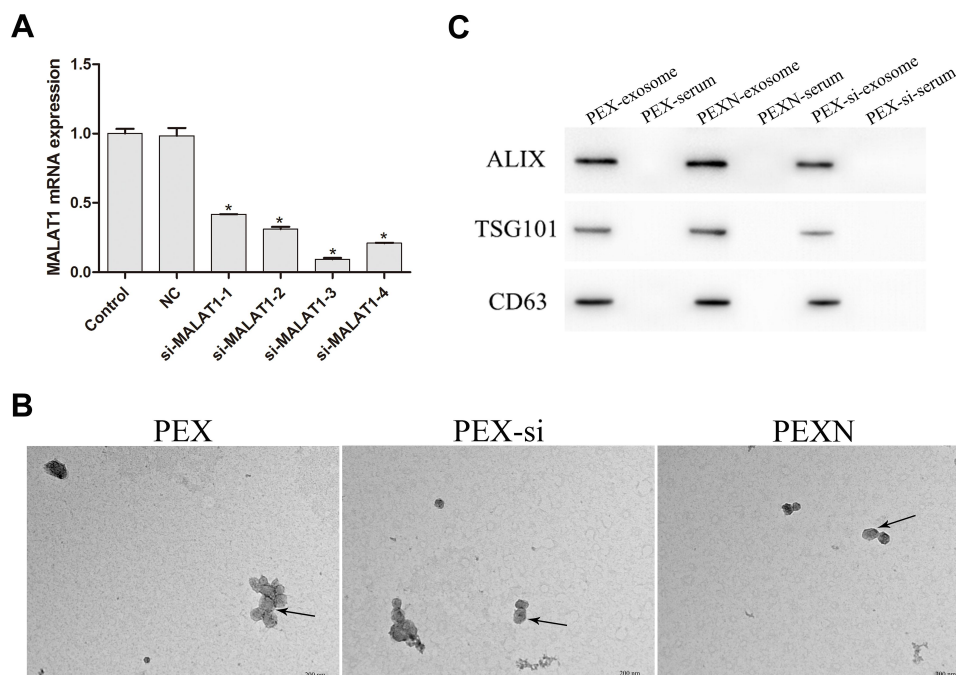 A
MALAT1 mRNA expression
1.5
1.0
0.5
0.0
*
*
*
*
Control
NC
si-MALAT1-1
si-MALAT1-2
si-MALAT1-3
si-MALAT1-4
C
PEX-exosome
PEX-serum
PEXN-exosome
PEXN-serum
PEX-si-exosome
PEX-si-serum
ALIX
TSG101
CD63
B
PEX
PEX-si
PEXN